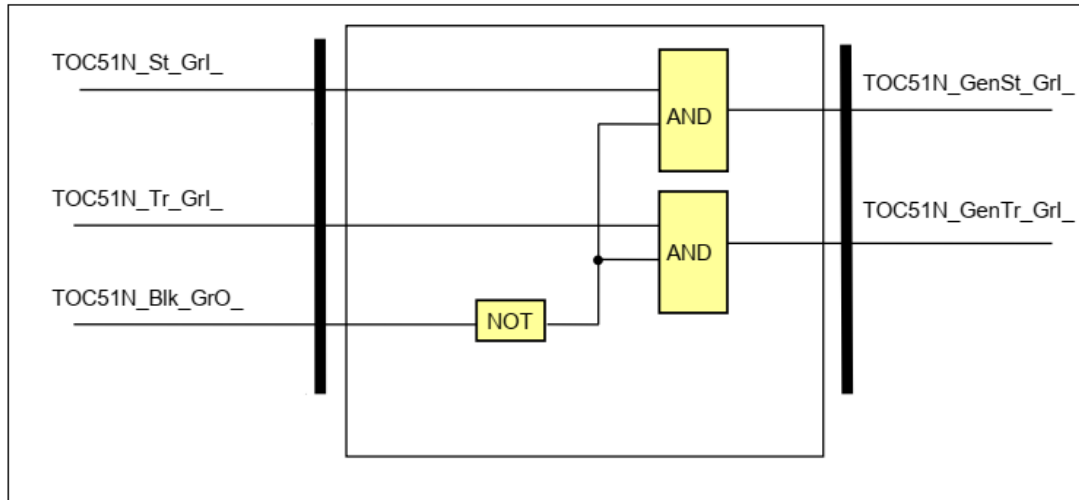 TOC51N_St_GrI_
TOC51N_GenSt_GrI_
AND
TOC51N_Tr_GrI_
TOC51N_GenTr_GrI_
AND
TOC51N_Blk_GrO_
NOT